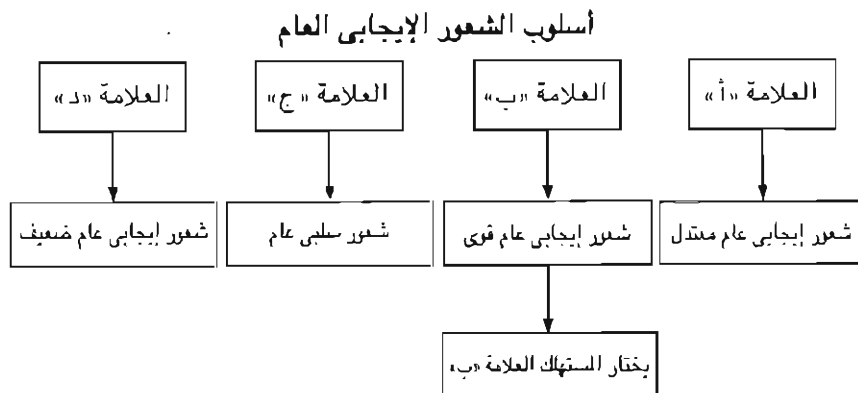 أسلوب الشعور الإيجابى العام
العلامة «أ»
العلامة «ب»
العلامة «ج»
العلامة «د»
شعور إيجابى عام معتدل
شعور إيجابى عام قوى
شعور سلبى عام
شعور إيجابى عام ضعيف
يختار المستهلك العلامة «ب»